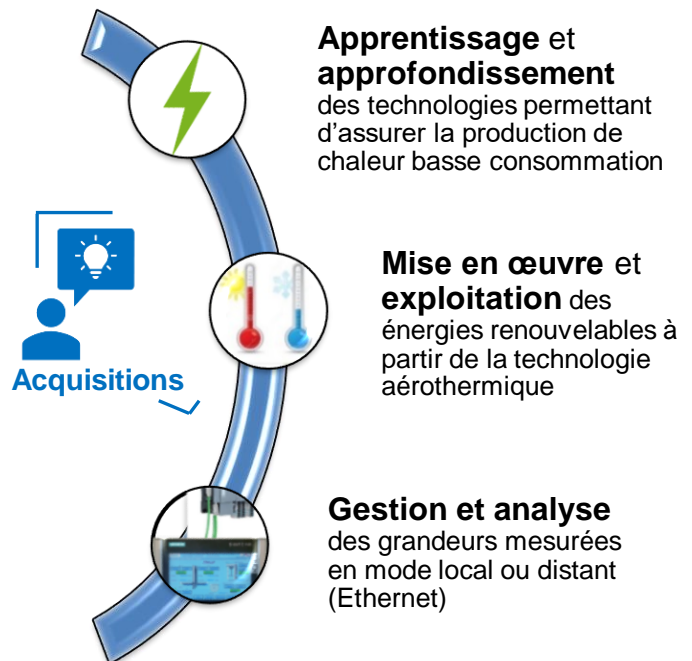 Apprentissage et
approfondissement
des technologies permettant
d'assurer la production de
chaleur basse consommation
Mise en œuvre et
exploitation des
énergies renouvelables à
partir de la technologie
aérothermique
Acquisitions
Gestion et analyse
des grandeurs mesurées
en mode local ou distant
(Ethernet)